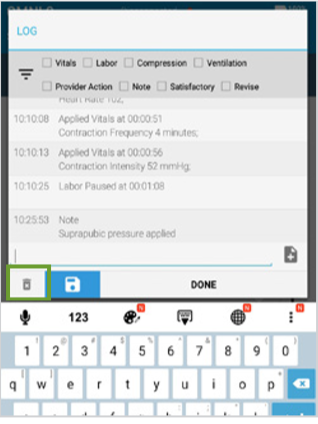 LOG
Vitals Labor Compression Ventilation
Provider Action Note Satisfactory Revise
Heart Rate 102;
10:10:08 Applied Vitals at 00:00:51
Contraction Frequency 4 minutes;
10:10:13 Applied Vitals at 00:00:56
Contraction Intensity 52 mmHg;
10:10:25 Labor Paused at 00:01:08
10:25:53 Note
Suprapubic pressure applied
DONE
123 N N N
1 2 3 4 5 6 7 8 9 0
q w e r t y u i o p